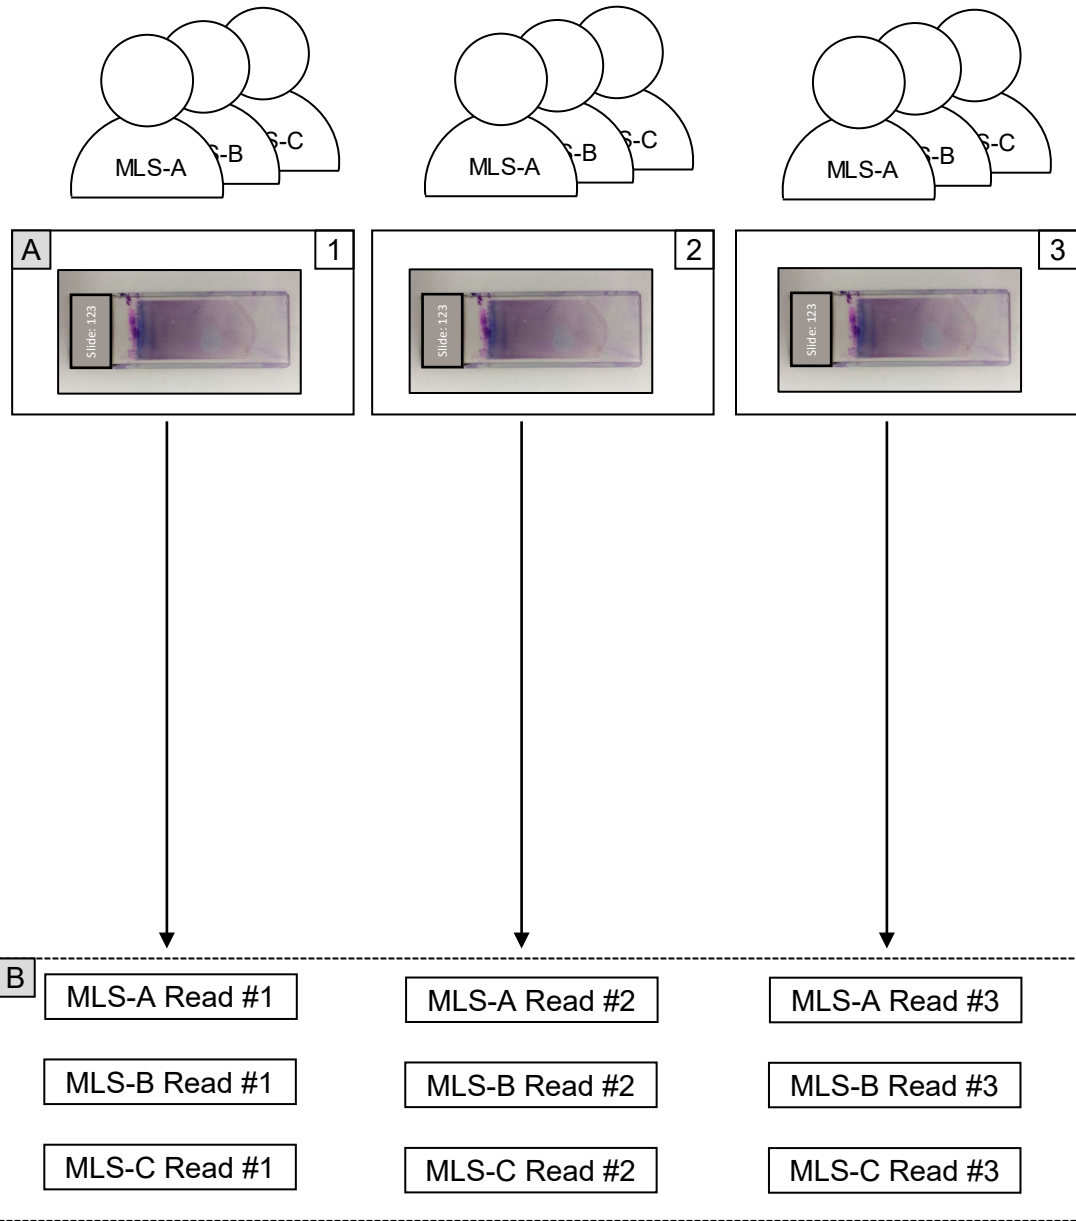 MLS-A
S-B
S-C
MLS-A
S-B
S-C
MLS-A
S-B
S-C
A
1
2
3
Slide: 123
Slide: 123
Slide: 123
B
MLS-A Read #1
MLS-A Read #2
MLS-A Read #3
MLS-B Read #1
MLS-B Read #2
MLS-B Read #3
MLS-C Read #1
MLS-C Read #2
MLS-C Read #3